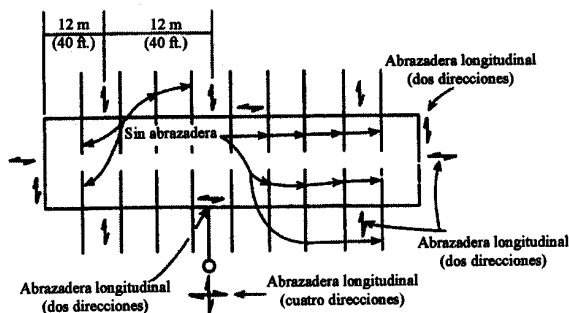 12 m
(40 ft.)
12 m
(40 ft.)
Abrazadera longitudinal
(dos direcciones)
Sin abrazadera
Abrazadera longitudinal
(dos direcciones)
Abrazadera longitudinal
(dos direcciones)
Abrazadera longitudinal
(cuatro direcciones)